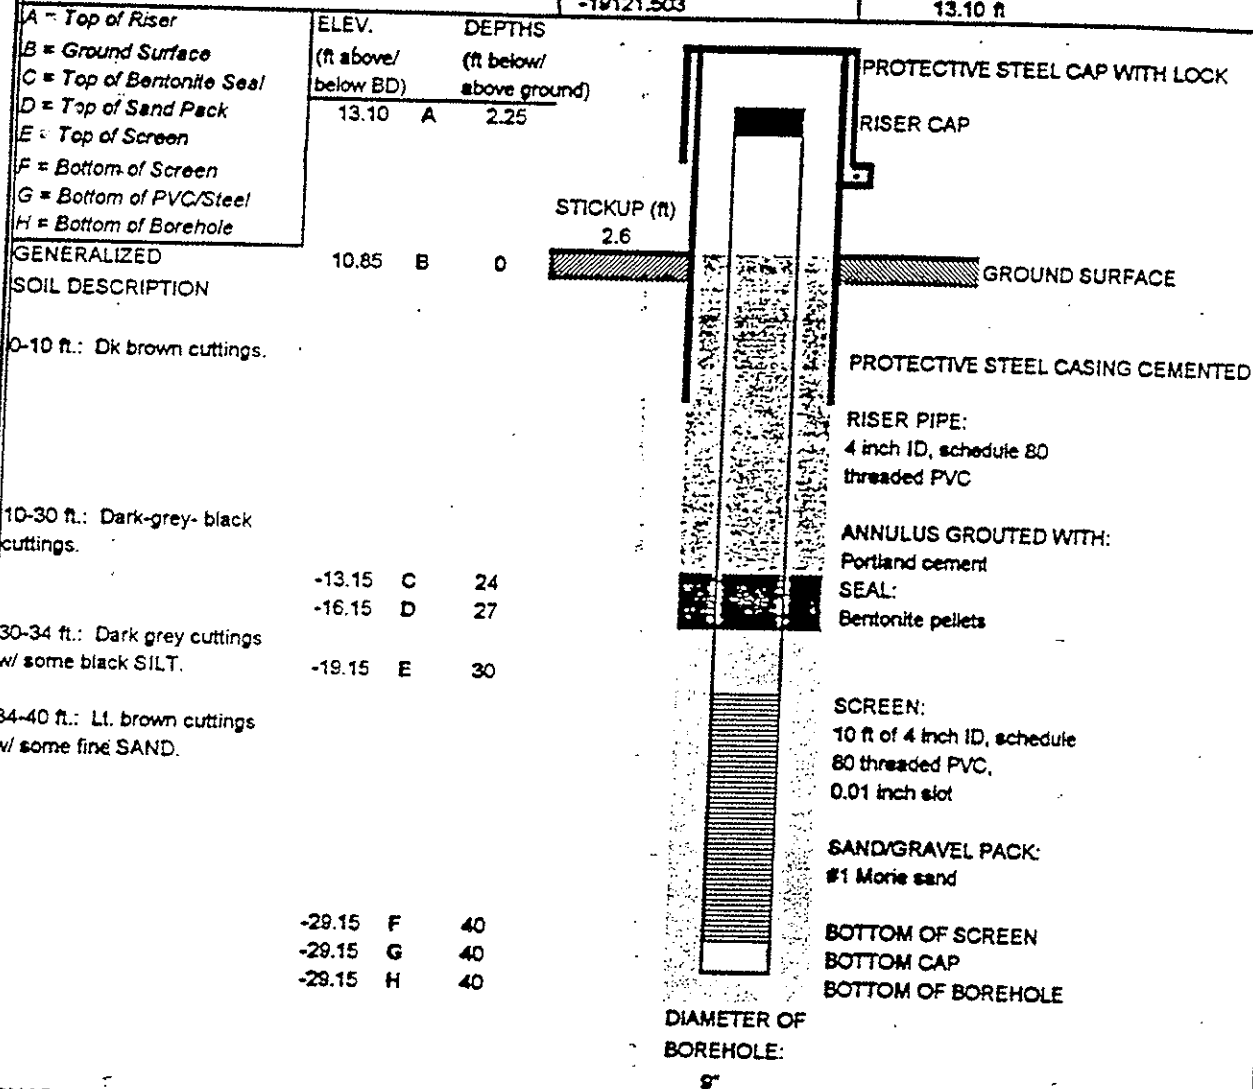 -19121.503
13.10 ft
A = Top of Riser
B = Ground Surface
C = Top of Bentonite Seal
D = Top of Sand Pack
E = Top of Screen
F = Bottom of Screen
G = Bottom of PVC/Steel
H = Bottom of Borehole
ELEV. DEPTHS
(ft above/ (ft below/
below BD) above ground)
13.10 A 2.25
PROTECTIVE STEEL CAP WITH LOCK
RISER CAP
STICKUP (ft)
2.6
GENERALIZED
SOIL DESCRIPTION
10.85 B 0
GROUND SURFACE
0-10 ft.: Dk brown cuttings.
PROTECTIVE STEEL CASING CEMENTED
RISER PIPE:
4 inch ID, schedule 80
threaded PVC
10-30 ft.: Dark-grey- black
cuttings.
ANNULUS GROUTED WITH:
Portland cement
-13.15 C 24
-16.15 D 27
SEAL:
Bentonite pellets
30-34 ft.: Dark grey cuttings
w/ some black SILT.
-19.15 E 30
34-40 ft.: Lt. brown cuttings
w/ some fine SAND.
SCREEN:
10 ft of 4 inch ID, schedule
80 threaded PVC,
0.01 inch slot
SAND/GRAVEL PACK:
#1 Morie sand
-29.15 F 40
-29.15 G 40
-29.15 H 40
BOTTOM OF SCREEN
BOTTOM CAP
BOTTOM OF BOREHOLE
DIAMETER OF
BOREHOLE:
9"